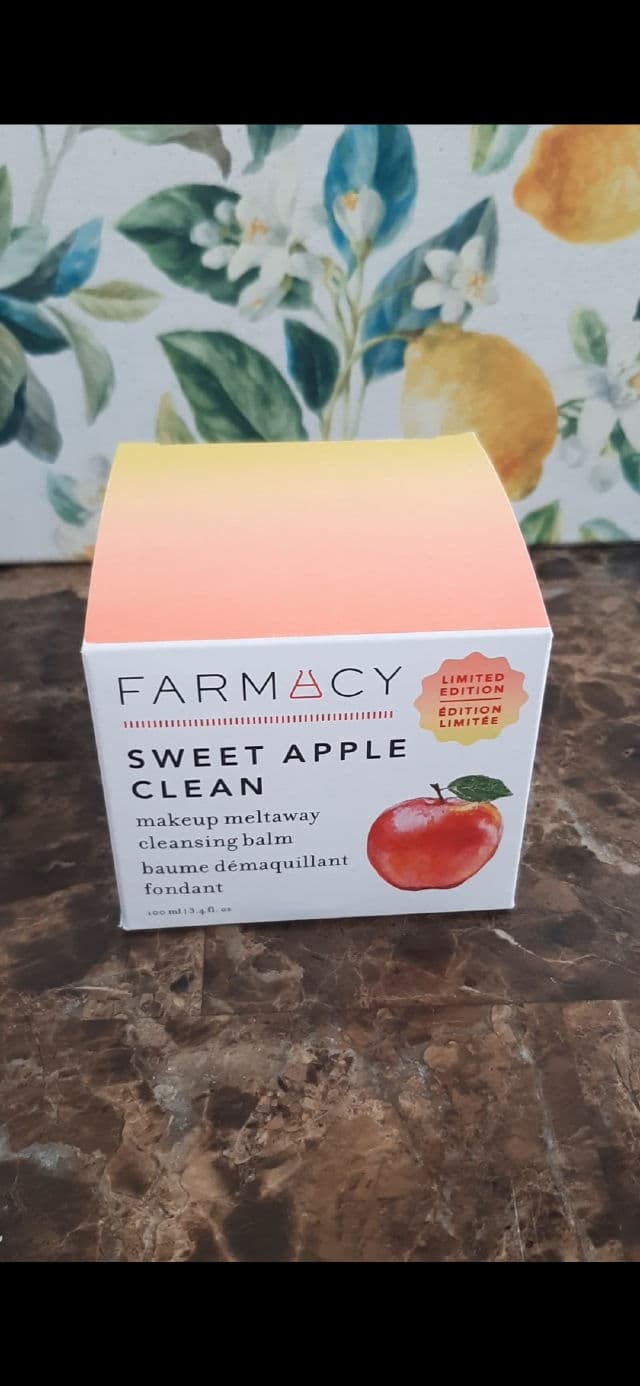 FARMACY
LIMITED
EDITION
ÉDITION
LIMITÉE
SWEET APPLE
CLEAN
makeup meltaway
cleansing balm
baume démaquillant
fondant
100 ml | 3.4 fl. oz